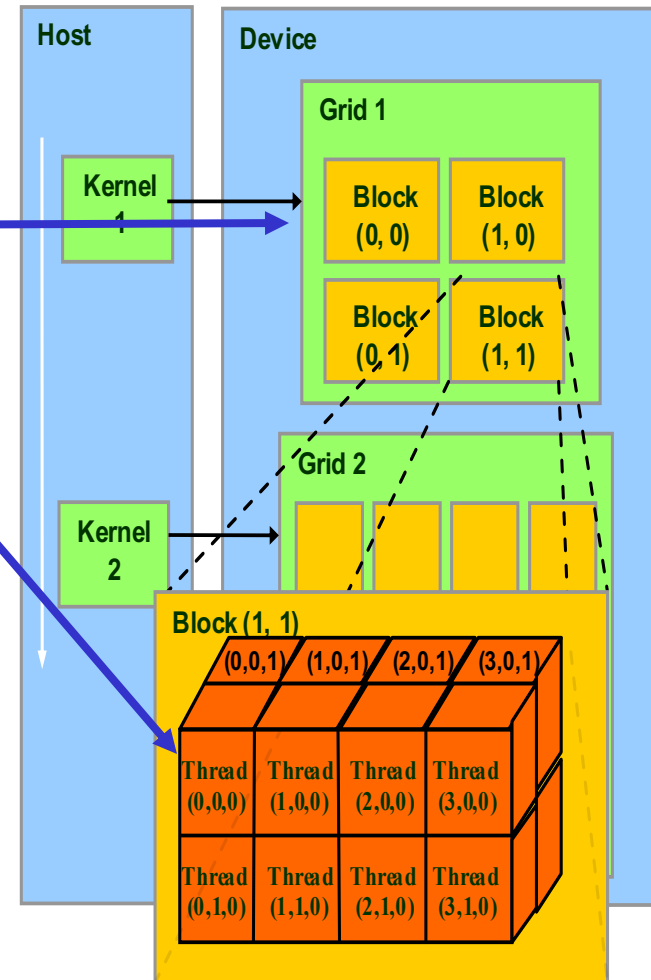 Host
Device
Grid 1
Kernel
1
Block
(0, 0)
Block
(1, 0)
Block
(0, 1)
Block
(1, 1)
Grid 2
Kernel
2
Block (1, 1)
(0,0,1)
(1,0,1)
(2,0,1)
(3,0,1)
Thread
(0,0,0)
Thread
(1,0,0)
Thread
(2,0,0)
Thread
(3,0,0)
Thread
(0,1,0)
Thread
(1,1,0)
Thread
(2,1,0)
Thread
(3,1,0)